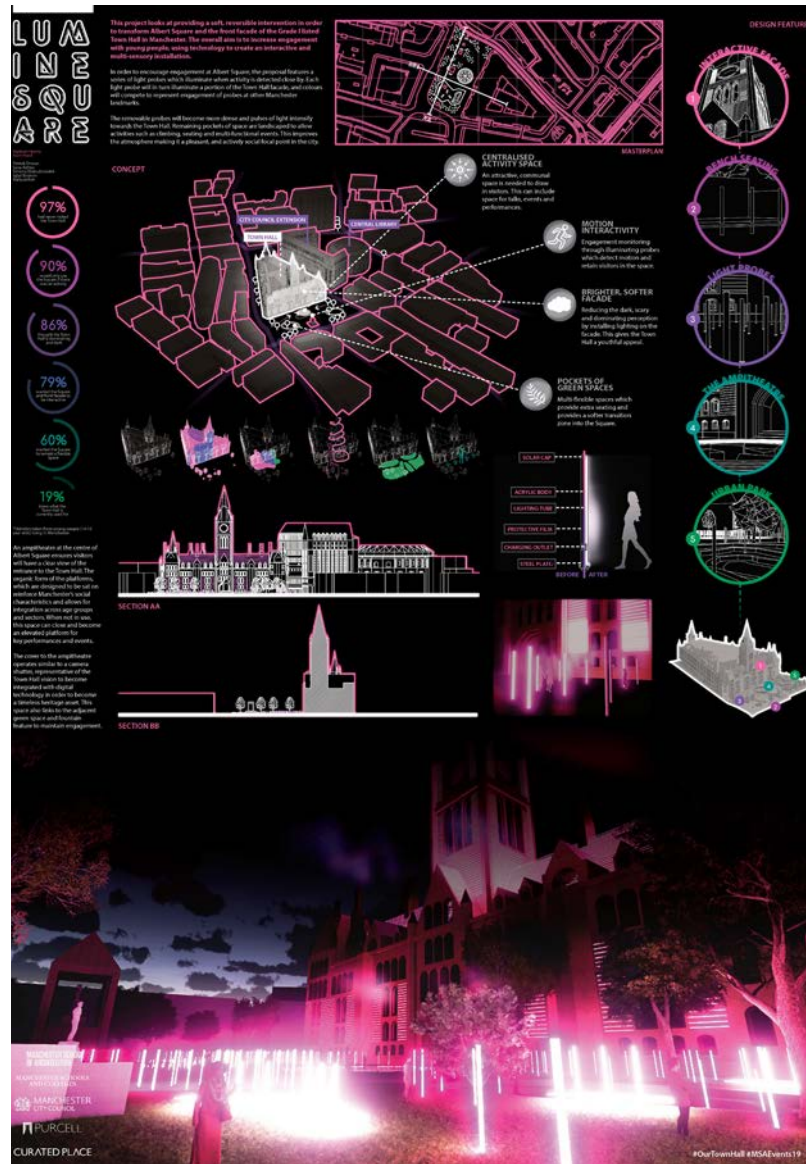 LUM
INE
SQU
ARE
This project looks at providing a soft, reversible intervention in order
to transform Albert Square and the front facade of the Grade I listed
Town Hall in Manchester. The overall aim is to increase engagement
with young people, using technology to create an interactive and
multi-sensory installation.
In order to encourage engagement at Albert Square, the proposal features a
series of light probes which illuminate when activity is detected close by. Each
light probe will in turn illuminate a portion of the Town Hall facade, and colours
will compete to represent engagement of probes at other Manchester
landmarks.
The removable probes will become more dense and pulses of light intensify
towards the Town Hall. Remaining pockets of space are landscaped to allow
activities such as climbing, seating and multi-functional events. This improves
the atmosphere making it a pleasant, and actively social focal point in the city.
MASTERPLAN
97%
90%
86%
79%
60%
19%
An ampitheatre at the centre of
Albert Square ensures visitors
will have a clear view of the
entrance to the Town Hall. The
organic form of the platforms,
which are designed to be sat on
reinforce Manchester's social
characteristics and allows for
integration across age groups
and sectors. When not in use,
this space can close and become
an elevated platform for
key performances and events.
The cover to the ampitheatre
operates similar to a camera
shutter, representative of the
Town Hall vision to become
integrated with digital
technology in order to become
a timeless heritage asset. This
space also links to the adjacent
green space and fountain
feature to maintain engagement.
CONCEPT
CITY COUNCIL EXTENSION
TOWN HALL
CENTRAL LIBRARY
CENTRALISED
ACTIVITY SPACE
An attractive, communal
space is needed to draw
in visitors. This can include
space for talks, events and
performances.
MOTION
INTERACTIVITY
Engagement monitoring
through illuminating probes
which detect motion and
retain visitors in the space.
BRIGHTER, SOFTER
FACADE
Reducing the dark, scary
and dominating perception
by installing lighting on the
facade. This gives the Town
Hall a youthful appeal.
POCKETS OF
GREEN SPACES
Multi-flexible spaces which
provide extra seating and
provides a softer transition
zone into the Square.
SOLAR CAP
ACRYLIC BODY
LIGHTING TUBE
PROTECTIVE FILM
CHARGING OUTLET
STEEL PLATE
BEFORE
AFTER
SECTION AA
SECTION BB
DESIGN FEATURE
INTERACTIVE FACADE
1
BENCH SEATING
2
LIGHT PROBES
3
THE AMPITHEATRE
4
URBAN PARK
5
MANCHESTER
CITY COUNCIL
PURCELL
CURATED PLACE
#OurTownHall #MSAEvents19